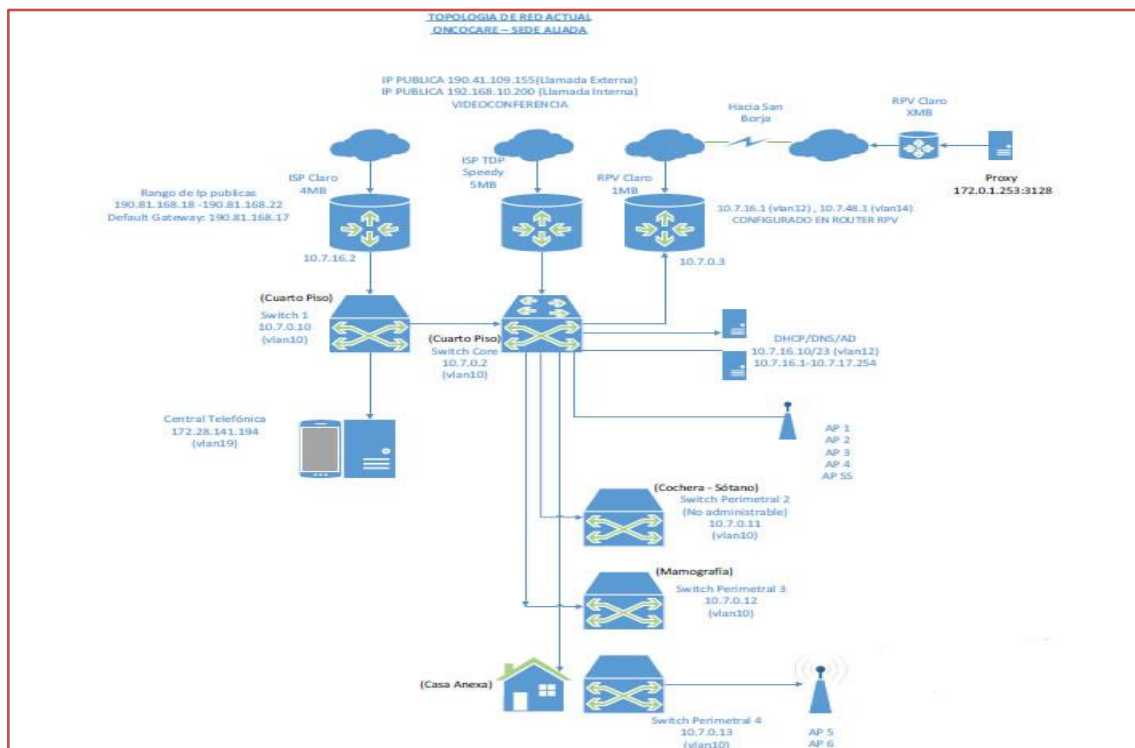 TOPOLOGIA DE RED ACTUAL
ONCOCARE – SEDE ALIADA
IP PUBLICA 190.41.109.155(Llamada Externa)
IP PUBLICA 192.168.10.200 (Llamada Interna)
VIDEOCONFERENCIA
Hacia San
Borja
RPV Claro
XMB
Proxy
172.0.1.253:3128
ISP Claro
4MB
ISP TDP
Speedy
5MB
RPV Claro
1MB
Rango de Ip publicas
190.81.168.18 -190.81.168.22
Default Gateway: 190.81.168.17
10.7.16.1 (vlan12) , 10.7.48.1 (vlan14)
CONFIGURADO EN ROUTER RPV
10.7.16.2
10.7.0.3
(Cuarto Piso)
Switch 1
10.7.0.10
(vlan10)
(Cuarto Piso)
Switch Core
10.7.0.2
(vlan10)
DHCP/DNS/AD
10.7.16.10/23 (vlan12)
10.7.16.1-10.7.17.254
Central Telefónica
172.28.141.194
(vlan19)
AP 1
AP 2
AP 3
AP 4
AP SS
(Cochera - Sótano)
Switch Perimetral 2
(No administrable)
10.7.0.11
(vlan10)
(Mamografía)
Switch Perimetral 3
10.7.0.12
(vlan10)
(Casa Anexa)
Switch Perimetral 4
10.7.0.13
(vlan10)
AP 5
AP 6